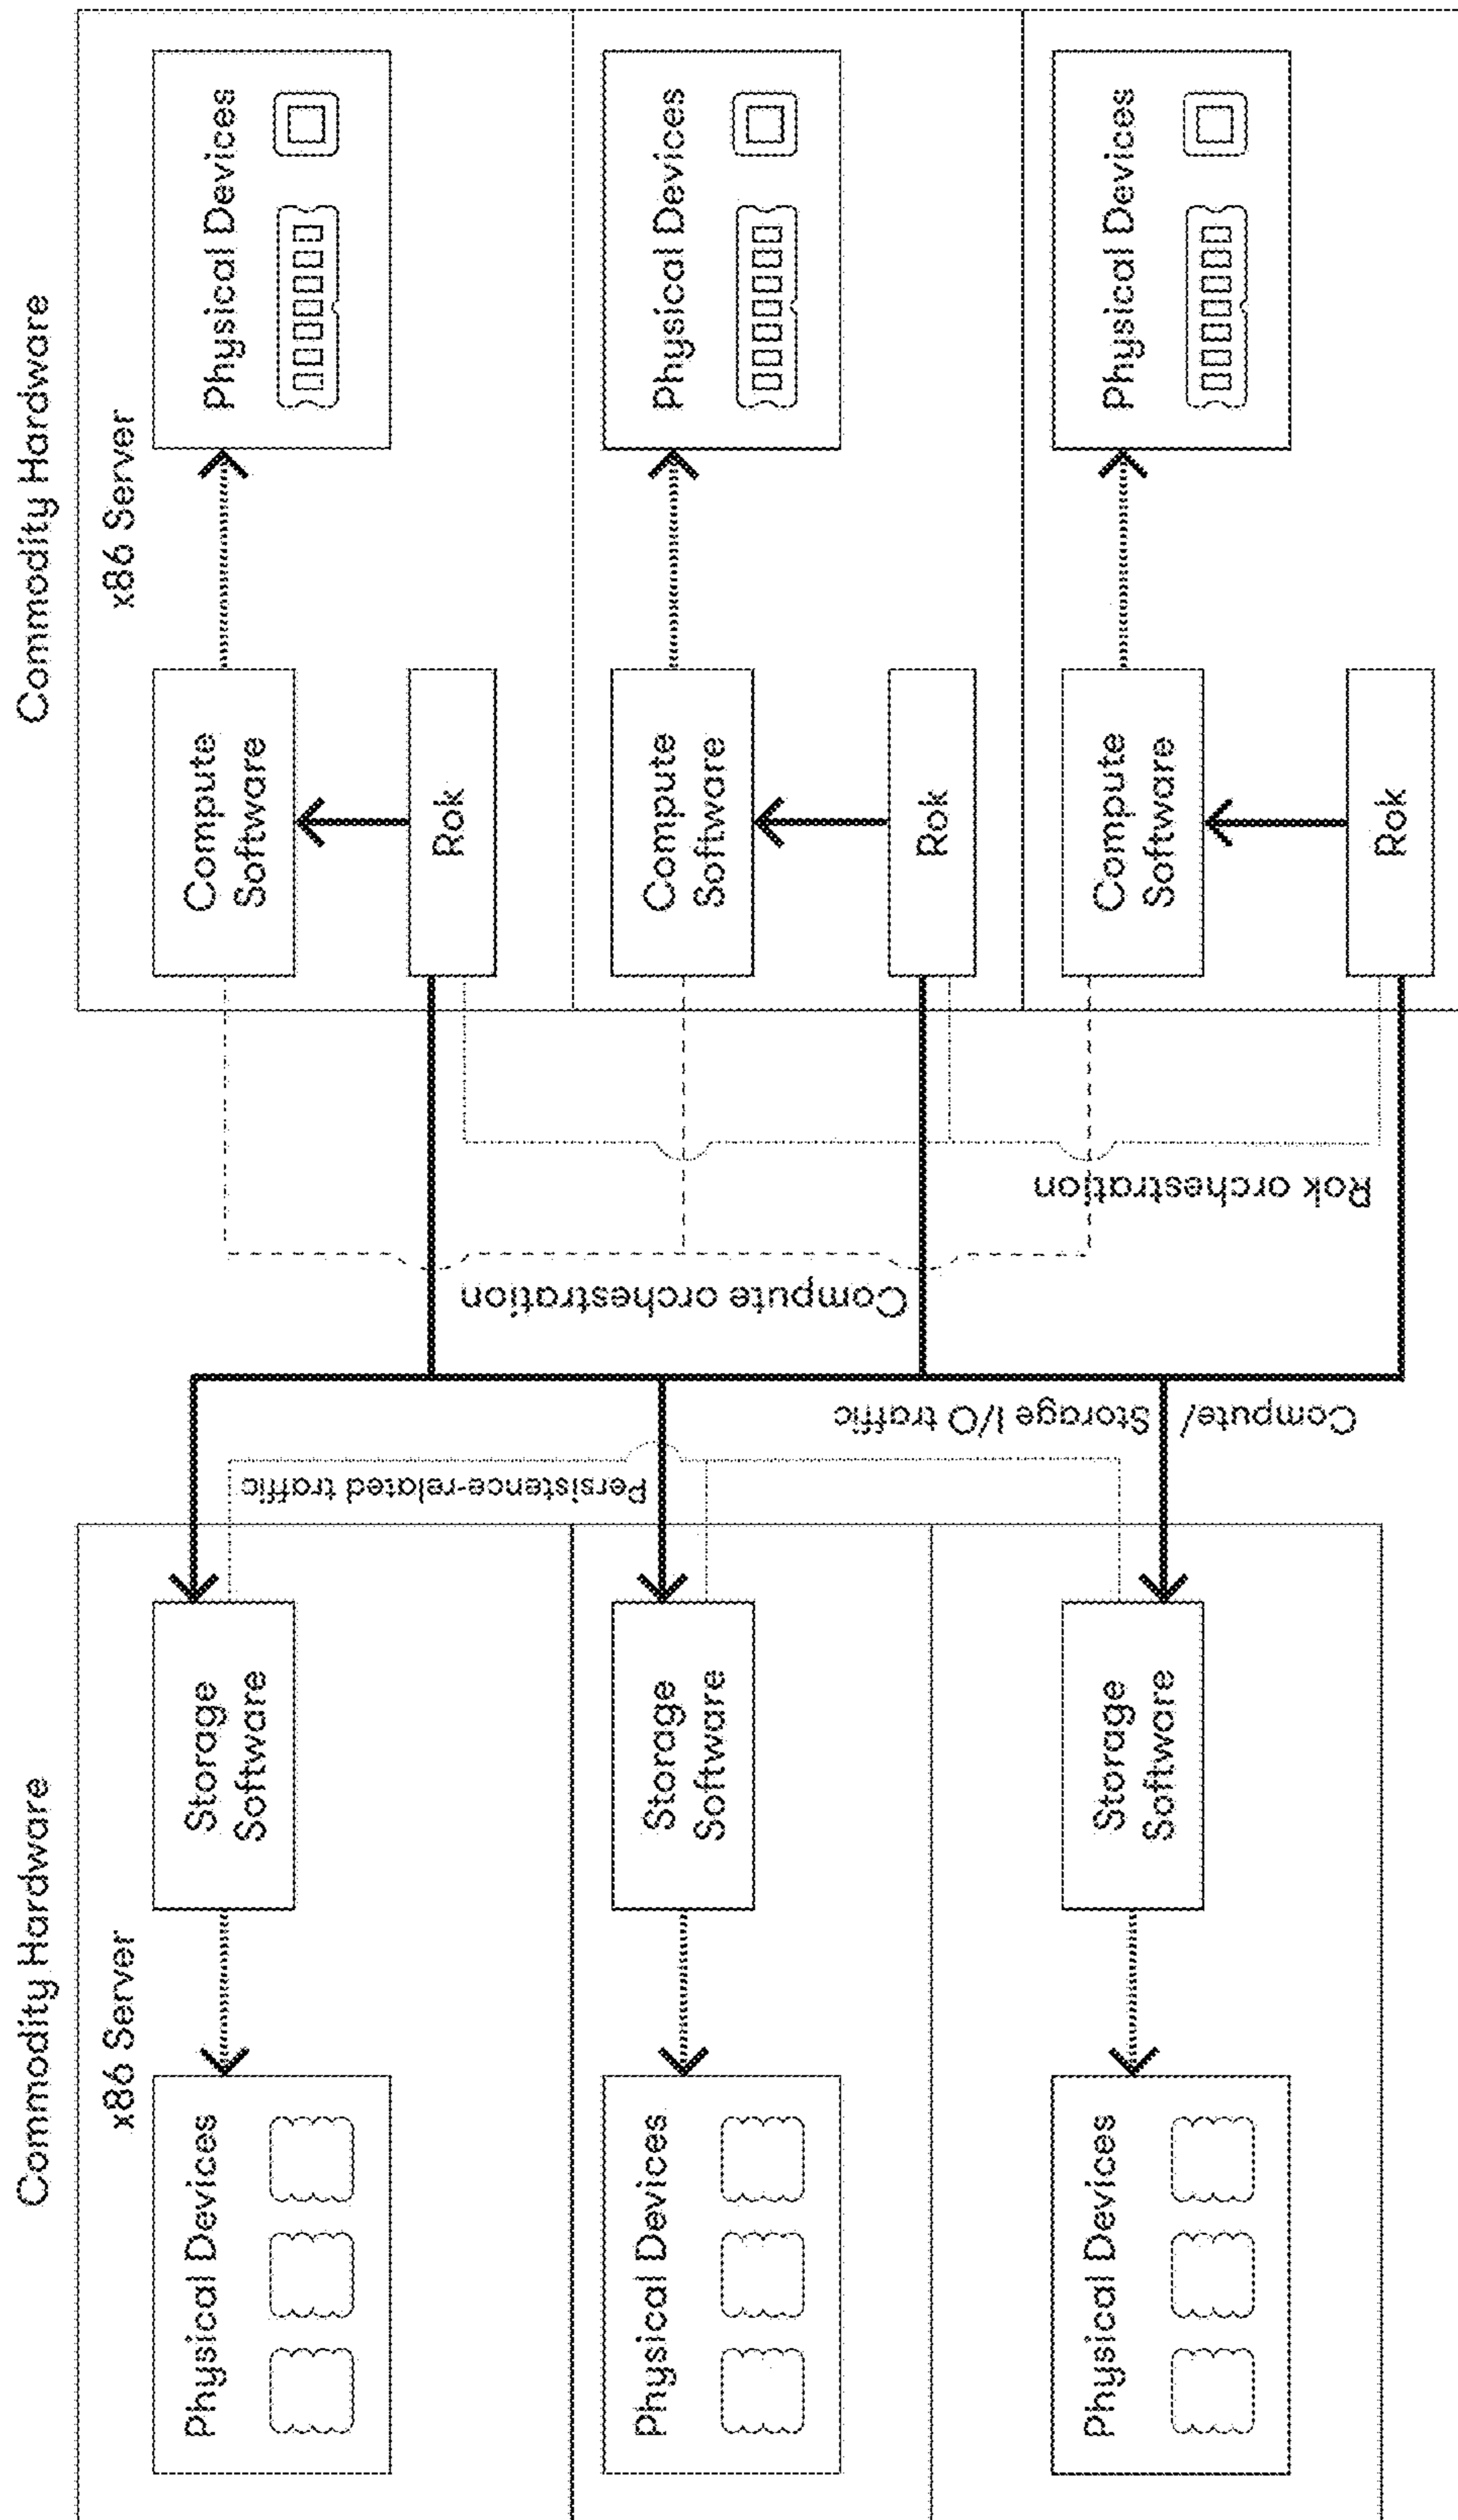 Commodity Hardware
x86 Server
Physical Devices
Storage
Software
Physical Devices
Storage
Software
Physical Devices
Storage
Software
Persistence-related traffic
Compute/
Storage I/O traffic
Compute orchestration
Rok orchestration
Commodity Hardware
x86 Server
Compute
Software
Physical Devices
Rok
Compute
Software
Physical Devices
Rok
Compute
Software
Physical Devices
Rok